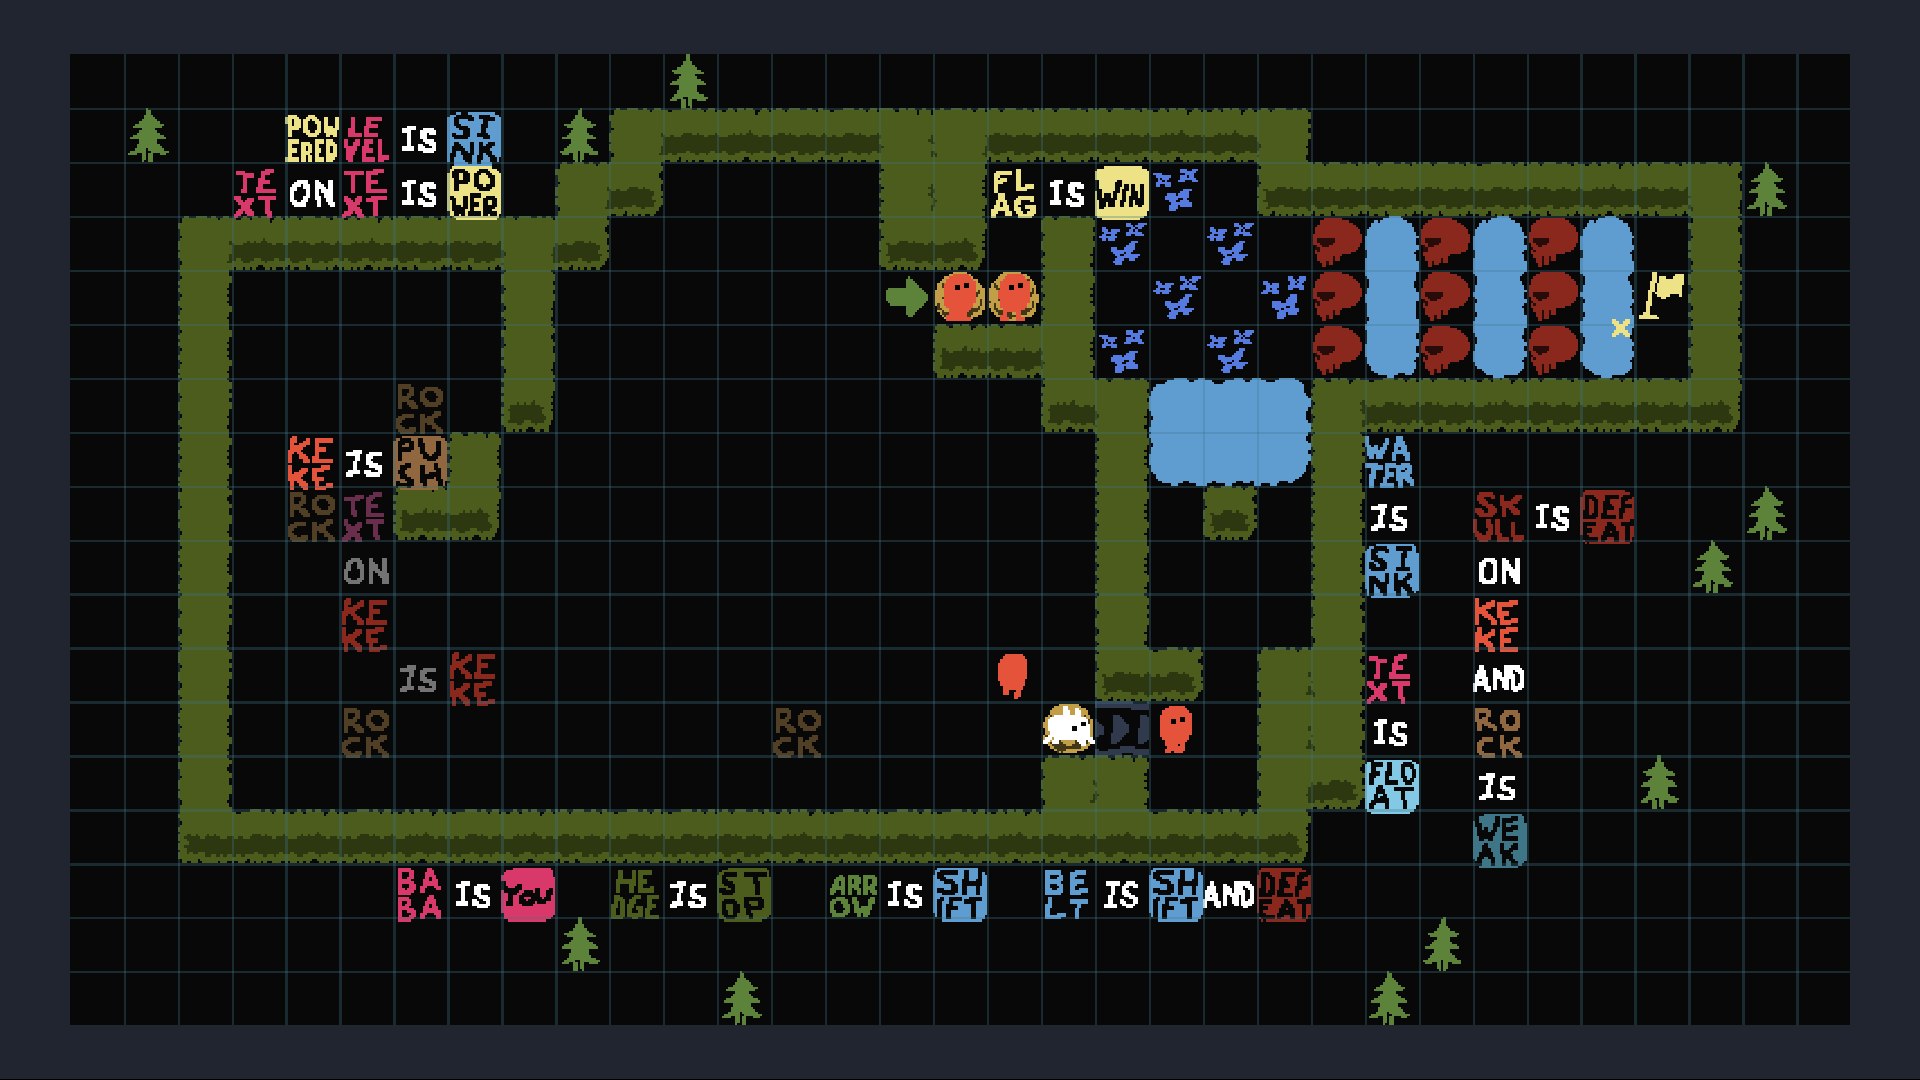 POWERED LEVEL IS SINK
TEXT ON TEXT IS POWER
FLAG IS WIN
ROCK
KEKE IS PUSH
ROCK TEXT
ON
KEKE
IS KEKE
ROCK
ROCK
WATER
IS
SINK
SKULL IS DEFEAT
ON
KEKE
AND
ROCK
IS
WEAK
TEXT
IS
FLOAT
BABA IS YOU
HEDGE IS STOP
ARROW IS SHIFT
BELT IS SHIFT AND DEFEAT